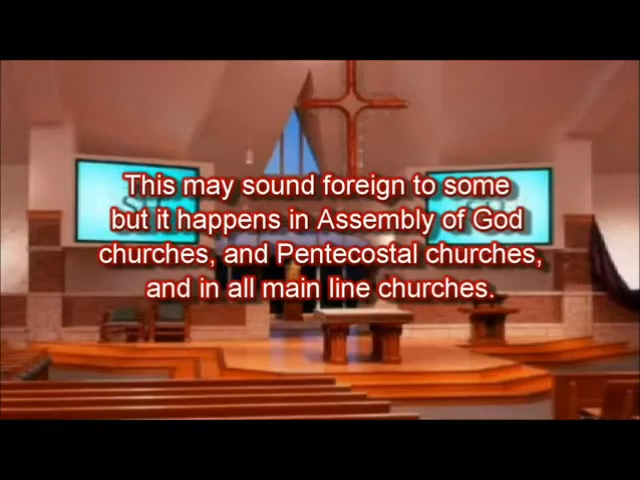 This may sound foreign to some
but it happens in Assembly of God
churches, and Pentecostal churches,
and in all main line churches.